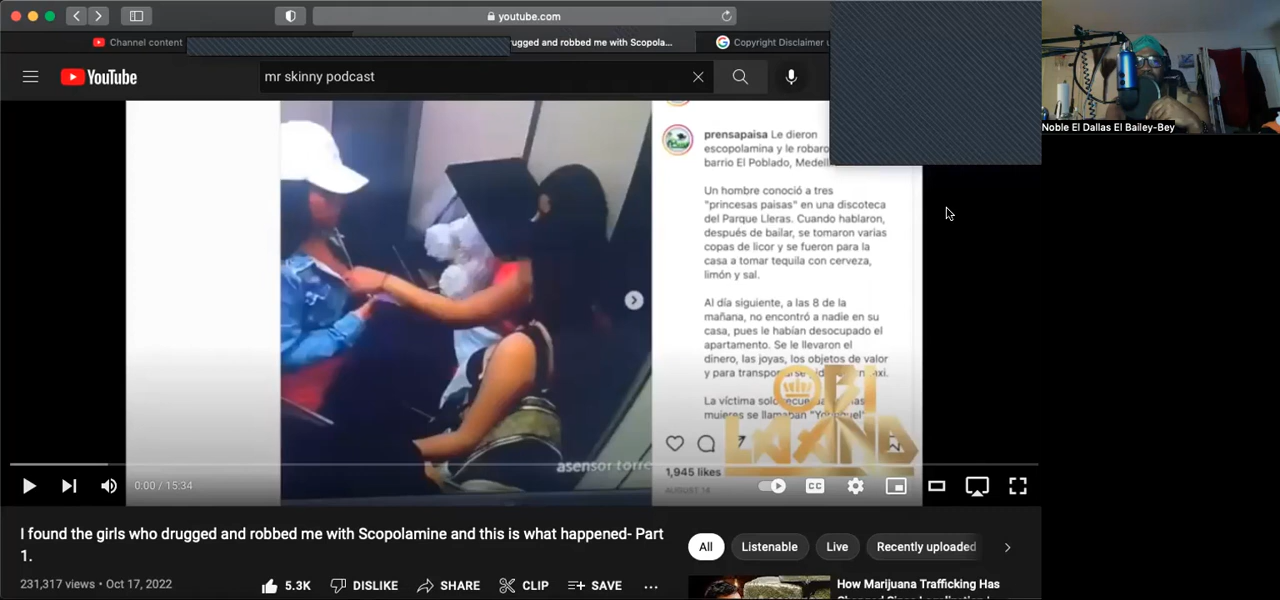 youtube.com
Channel content
rugged and robbed me with Scopola...
Copyright Disclaimer
YouTube
mr skinny podcast
Noble El Dallas El Bailey-Bey
prensapaisa Le dieron
escopolamina y le robaro
barrio El Poblado, Medell
Un hombre conoció a tres
"princesas paisas" en una discoteca
del Parque Lleras. Cuando hablaron,
después de bailar, se tomaron varias
copas de licor y se fueron para la
casa a tomar tequila con cerveza,
limón y sal.
Al día siguiente, a las 8 de la
mañana, no encontró a nadie en su
casa, pues le habían desocupado el
apartamento. Se le llevaron el
dinero, las joyas, los objetos de valor
y para
La víctima
mujeres se llamaban
asensor torre
1,945 likes
AUGUST 14
0:00 / 15:34
CC
I found the girls who drugged and robbed me with Scopolamine and this is what happened- Part
1.
231,317 views • Oct 17, 2022
5.3K
DISLIKE
SHARE
CLIP
SAVE
...
All
Listenable
Live
Recently uploaded
How Marijuana Trafficking Has